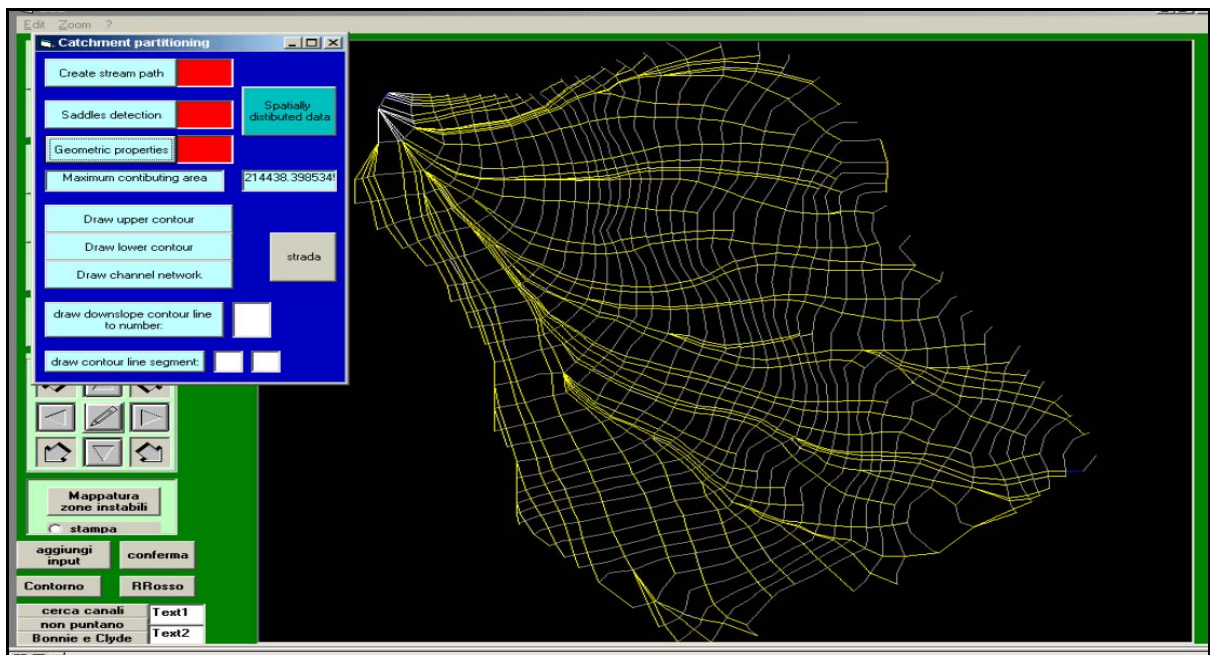 Edit Zoom ?
Catchment partitioning
Create stream path
Saddles detection
Spatially
distibuted data
Geometric properties
Maximum contibuting area
214438.398534
Draw upper contour
Draw lower contour
Draw channel network
strada
draw downslope contour line
to number:
draw contour line segment:
Mappatura
zone instabili
stampa
aggiungi
input
conferma
Contorno
RRosso
cerca canali
Text1
non puntano
Bonnie e Clyde
Text2